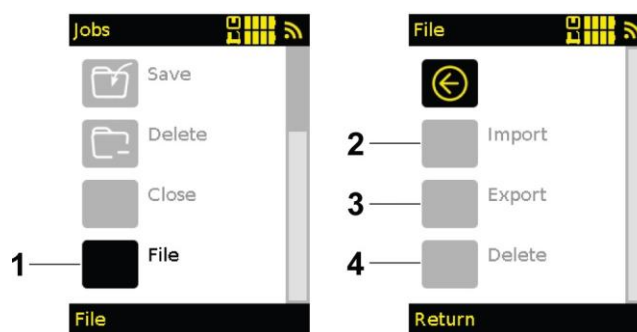 Jobs
Save
Delete
Close
1
File
File
File
2
Import
3
Export
4
Delete
Return